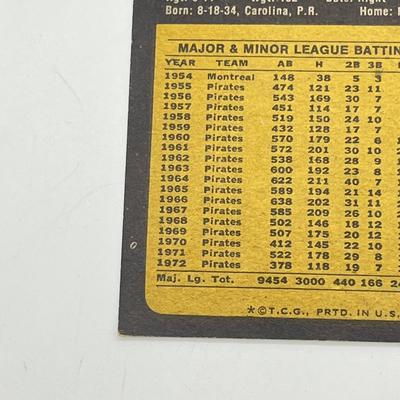 Born: 8-18-34, Carolina, P.R. Home:
MAJOR & MINOR LEAGUE BATTIN
YEAR TEAM AB H 2B 3B
1954 Montreal 148 38 5 3
1955 Pirates 474 121 23 11
1956 Pirates 543 169 30 7
1957 Pirates 451 114 17 7
1958 Pirates 519 150 24 10
1959 Pirates 432 128 17 7
1960 Pirates 570 179 22 6
1961 Pirates 572 201 30 10
1962 Pirates 538 168 28 9
1963 Pirates 600 192 23 8
1964 Pirates 622 211 40 7
1965 Pirates 589 194 21 14
1966 Pirates 638 202 31 11
1967 Pirates 585 209 26 10
1968 Pirates 502 146 18 12
1969 Pirates 507 175 20 12
1970 Pirates 412 145 22 10
1971 Pirates 522 178 29 8
1972 Pirates 378 118 19 7
Maj. Lg. Tot. 9454 3000 440 166
*©T.C.G., PRTD. IN U.S.